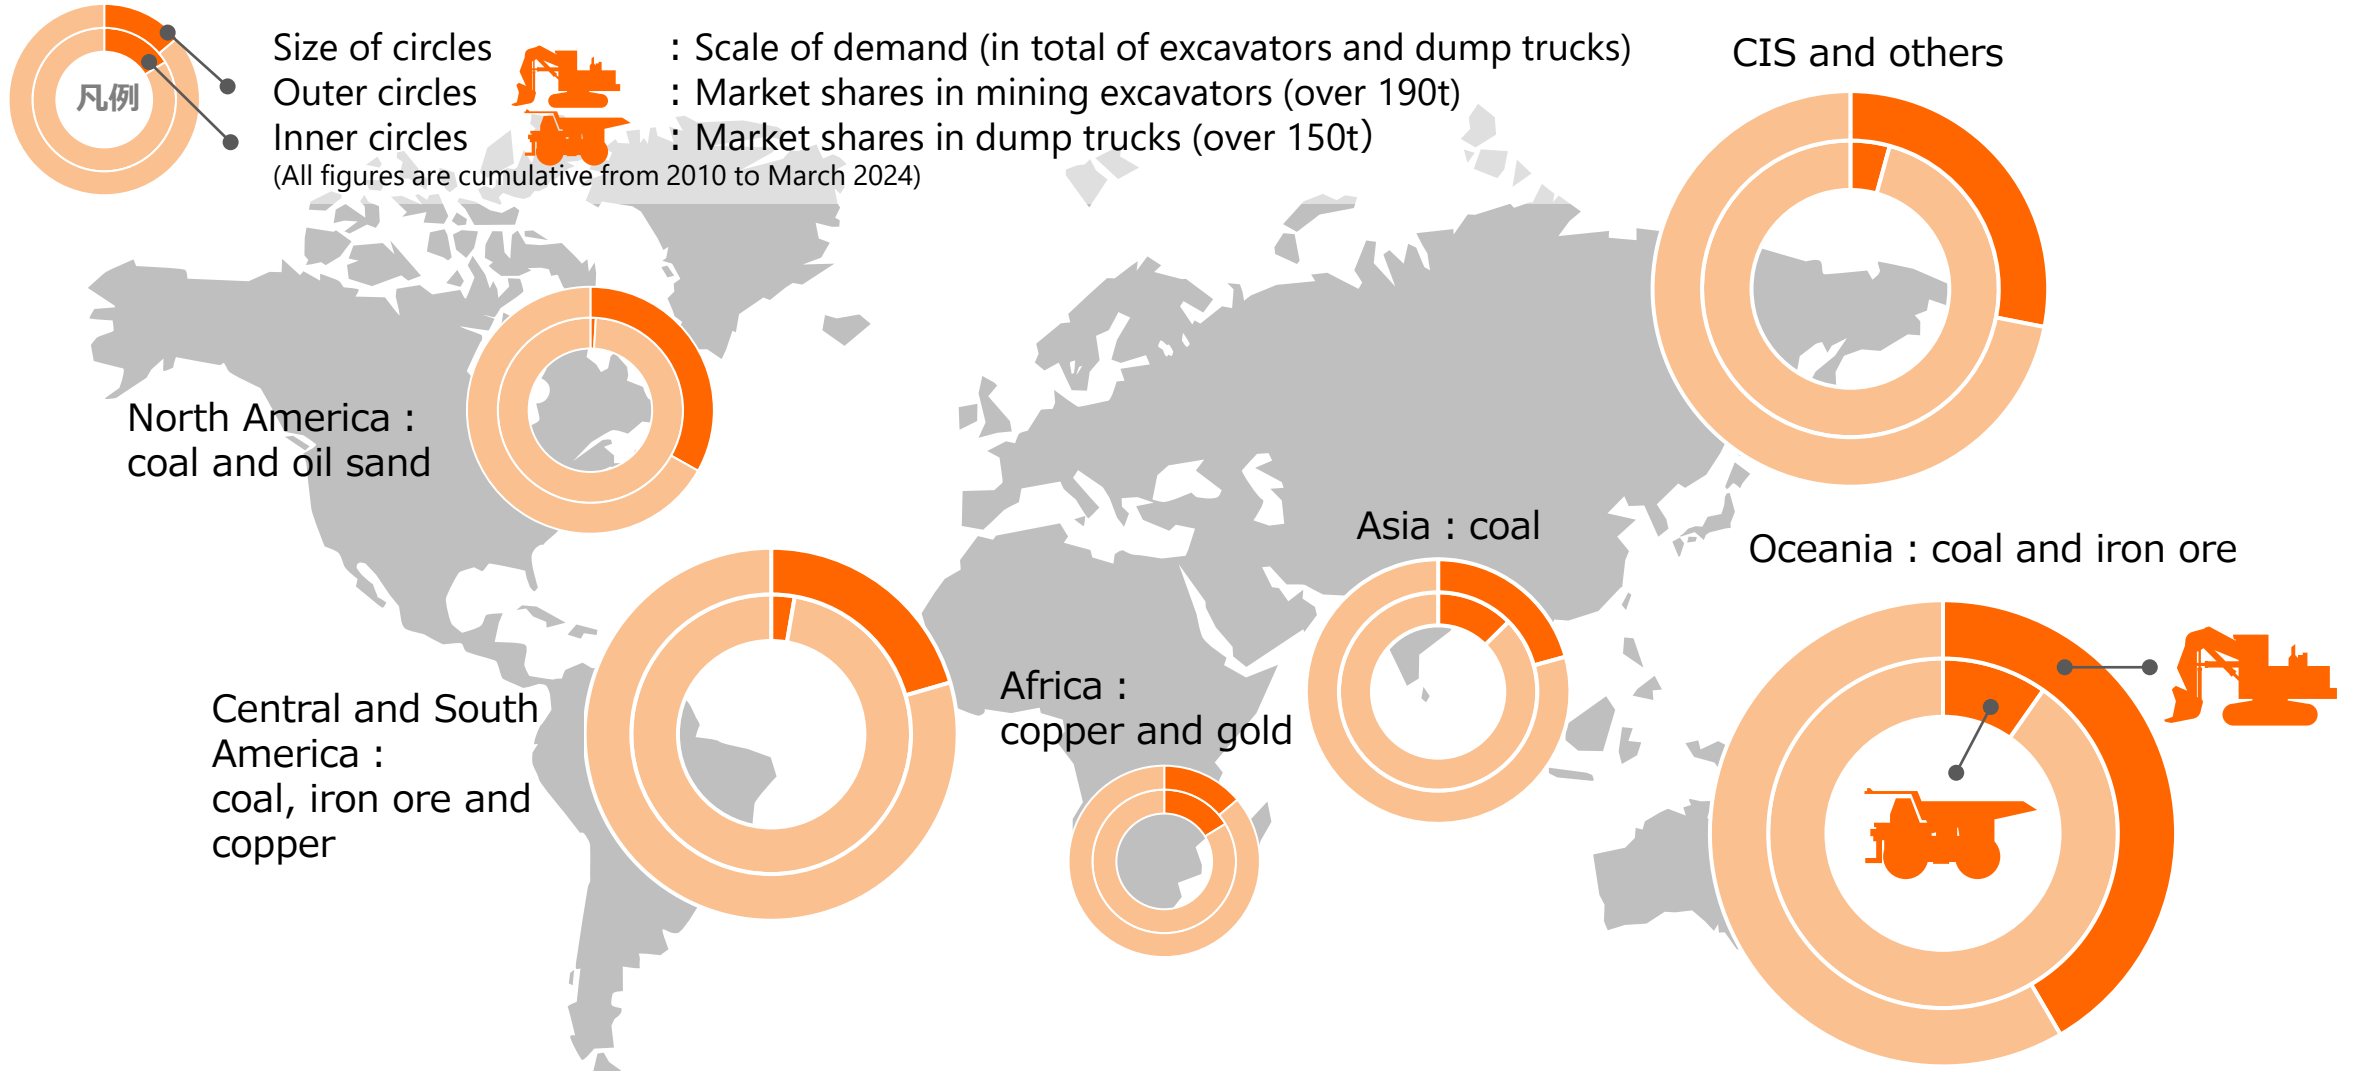 凡例
Size of circles : Scale of demand (in total of excavators and dump trucks)
Outer circles : Market shares in mining excavators (over 190t)
Inner circles : Market shares in dump trucks (over 150t)
(All figures are cumulative from 2010 to March 2024)
CIS and others
North America :
coal and oil sand
Asia : coal
Oceania : coal and iron ore
Africa :
copper and gold
Central and South
America :
coal, iron ore and
copper